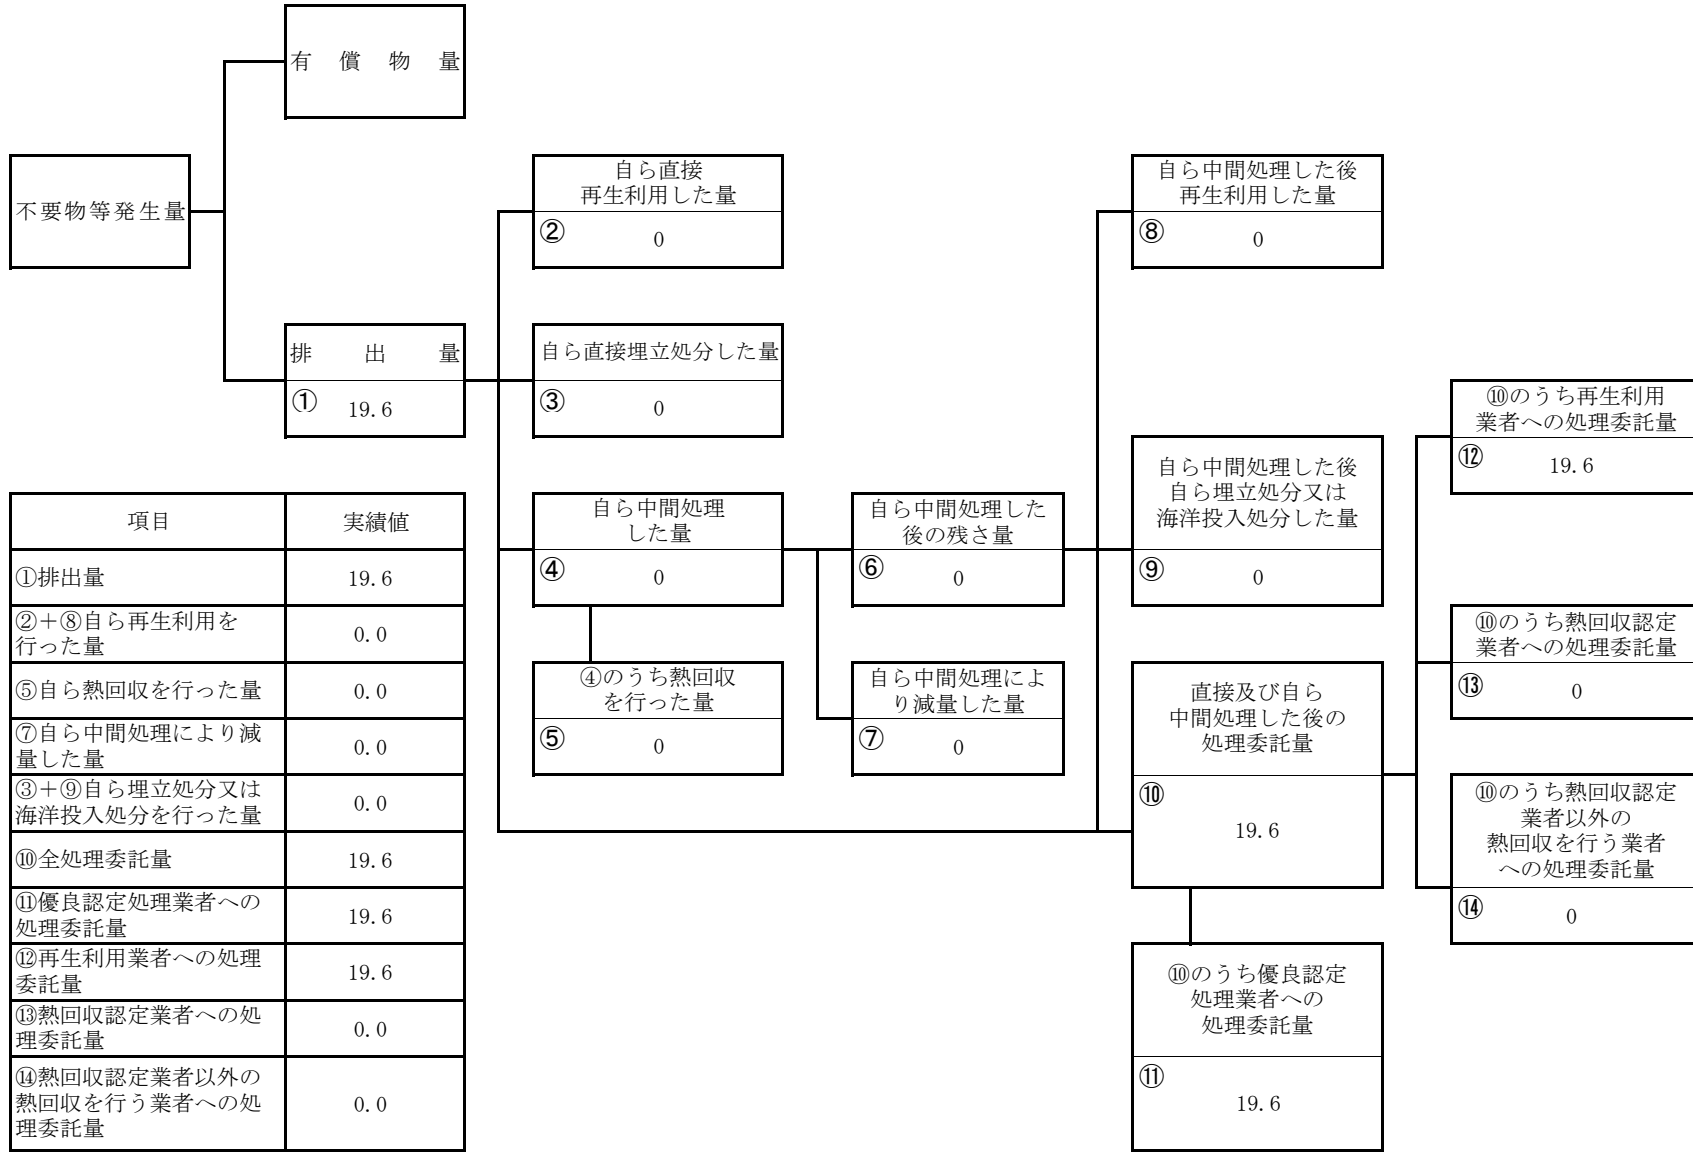 有償物量
不要物等発生量
排出量
① 19.6
自ら直接
再生利用した量
② 0
自ら直接埋立処分した量
③ 0
自ら中間処理
した量
④ 0
④のうち熱回収
を行った量
⑤ 0
自ら中間処理した
後の残さ量
⑥ 0
自ら中間処理によ
り減量した量
⑦ 0
自ら中間処理した後
再生利用した量
⑧ 0
自ら中間処理した後
自ら埋立処分又は
海洋投入処分した量
⑨ 0
直接及び自ら
中間処理した後の
処理委託量
⑩
19.6
⑩のうち優良認定
処理業者への
処理委託量
⑪
19.6
⑩のうち再生利用
業者への処理委託量
⑫ 19.6
⑩のうち熱回収認定
業者への処理委託量
⑬ 0
⑩のうち熱回収認定
業者以外の
熱回収を行う業者
への処理委託量
⑭ 0
項目 実績値
①排出量 19.6
②＋⑧自ら再生利用を
行った量 0.0
⑤自ら熱回収を行った量 0.0
⑦自ら中間処理により減
量した量 0.0
③＋⑨自ら埋立処分又は
海洋投入処分を行った量 0.0
⑩全処理委託量 19.6
⑪優良認定処理業者への
処理委託量 19.6
⑫再生利用業者への処理
委託量 19.6
⑬熱回収認定業者への処
理委託量 0.0
⑭熱回収認定業者以外の
熱回収を行う業者への処
理委託量 0.0